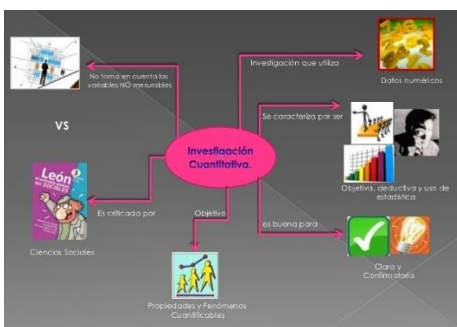 Investigación que utiliza
Datos numéricos
No toma en cuenta las
variables NO mesurables
Se caracteriza por ser
VS
Investigación
Cuantitativa.
Objetiva, deductiva y uso de
estadística
León
Es criticada por
Objetivo
es buena para
Ciencias Sociales
Clara y
Confirmatoria
Propiedades y Fenómenos
Cuantificables